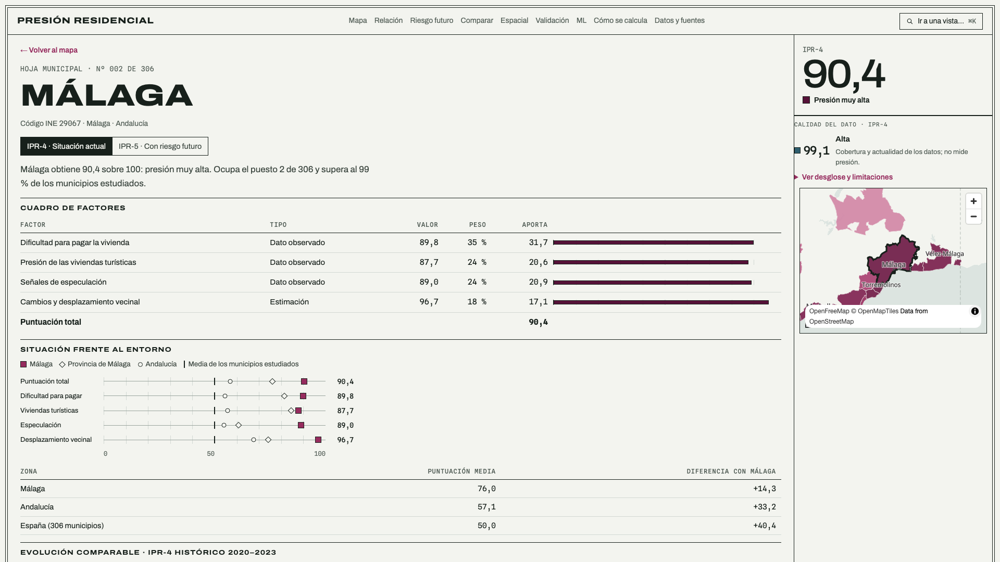 PRESIÓN RESIDENCIAL
Mapa Relación Riesgo futuro Comparar Espacial Validación ML Cómo se calcula Datos y fuentes
Ir a una vista... ⌘K
← Volver al mapa
HOJA MUNICIPAL · Nº 002 DE 306
MÁLAGA
Código INE 29067 · Málaga · Andalucía
IPR-4 · Situación actual IPR-5 · Con riesgo futuro
Málaga obtiene 90,4 sobre 100: presión muy alta. Ocupa el puesto 2 de 306 y supera al 99
% de los municipios estudiados.
CUADRO DE FACTORES
FACTOR TIPO VALOR PESO APORTA
Dificultad para pagar la vivienda Dato observado 89,8 35 % 31,7
Presión de las viviendas turísticas Dato observado 87,7 24 % 20,6
Señales de especulación Dato observado 89,0 24 % 20,9
Cambios y desplazamiento vecinal Estimación 96,7 18 % 17,1
Puntuación total 90,4
SITUACIÓN FRENTE AL ENTORNO
Málaga Provincia de Málaga Andalucía Media de los municipios estudiados
Puntuación total 90,4
Dificultad para pagar 89,8
Viviendas turísticas 87,7
Especulación 89,0
Desplazamiento vecinal 96,7
0 50 100
ZONA PUNTUACIÓN MEDIA DIFERENCIA CON MÁLAGA
Málaga 76,0 +14,3
Andalucía 57,1 +33,2
España (306 municipios) 50,0 +40,4
EVOLUCIÓN COMPARABLE · IPR-4 HISTÓRICO 2020–2023
IPR-4
90,4
Presión muy alta
CALIDAD DEL DATO · IPR-4
99,1
Alta
Cobertura y actualidad de los datos; no mide
presión.
Ver desglose y limitaciones
+
−
Vélez-Málaga
Málaga
Torremolinos
OpenFreeMap © OpenMapTiles Data from
OpenStreetMap